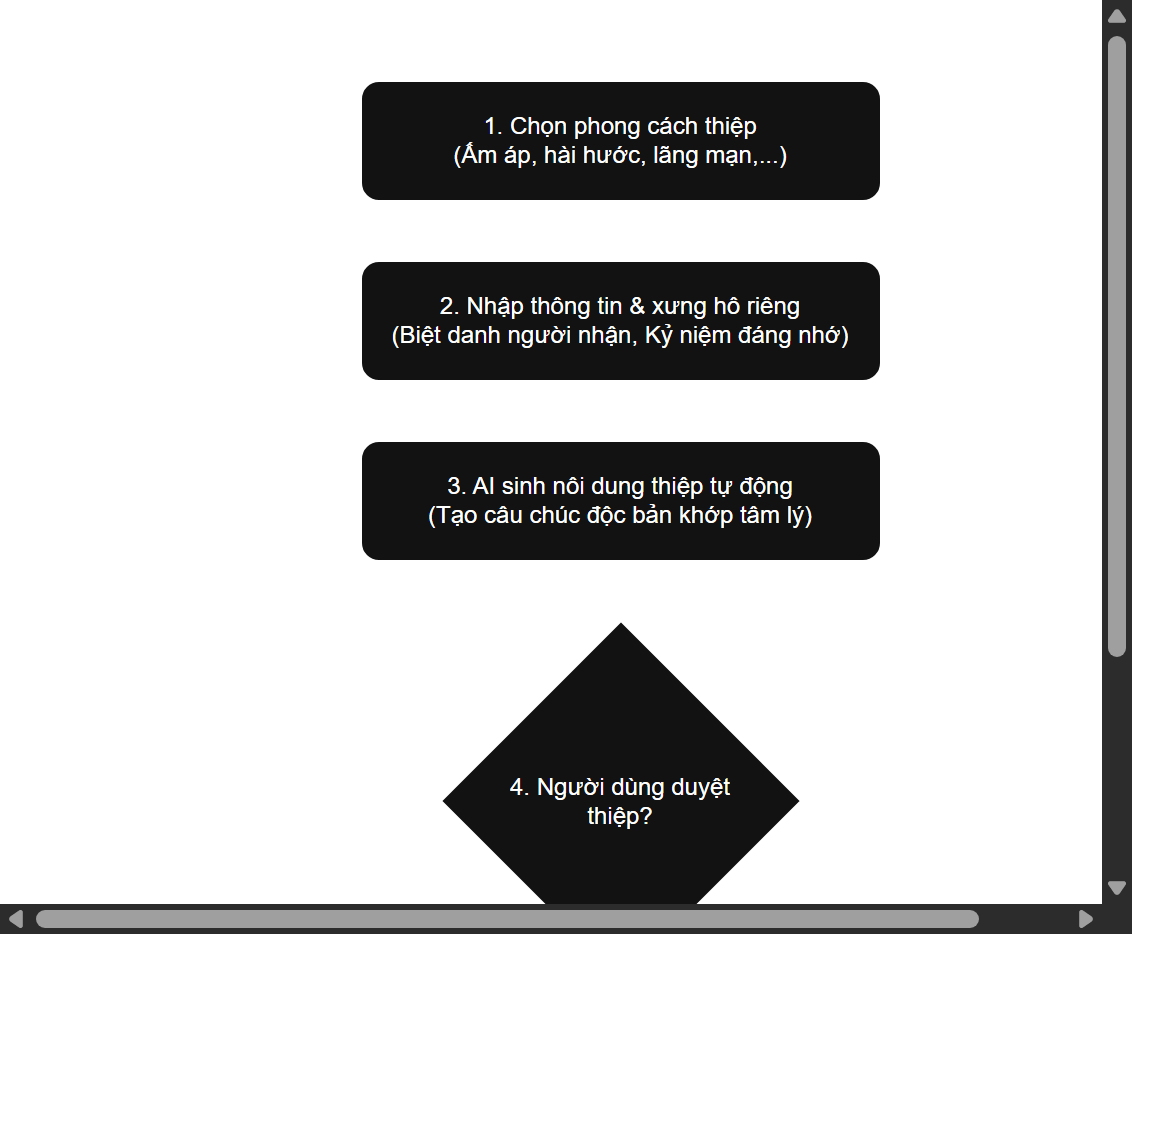 1. Chọn phong cách thiệp
(Ấm áp, hài hước, lãng mạn,...)
2. Nhập thông tin & xưng hô riêng
(Biệt danh người nhận, Kỷ niệm đáng nhớ)
3. AI sinh nôi dung thiệp tự động
(Tạo câu chúc độc bản khớp tâm lý)
4. Người dùng duyệt
thiệp?